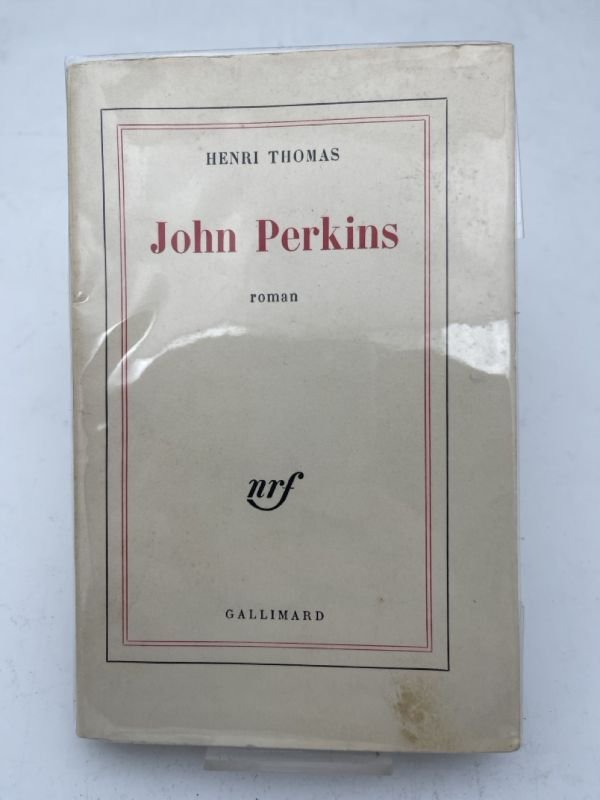 HENRI THOMAS
John Perkins
roman
nrf
GALLIMARD